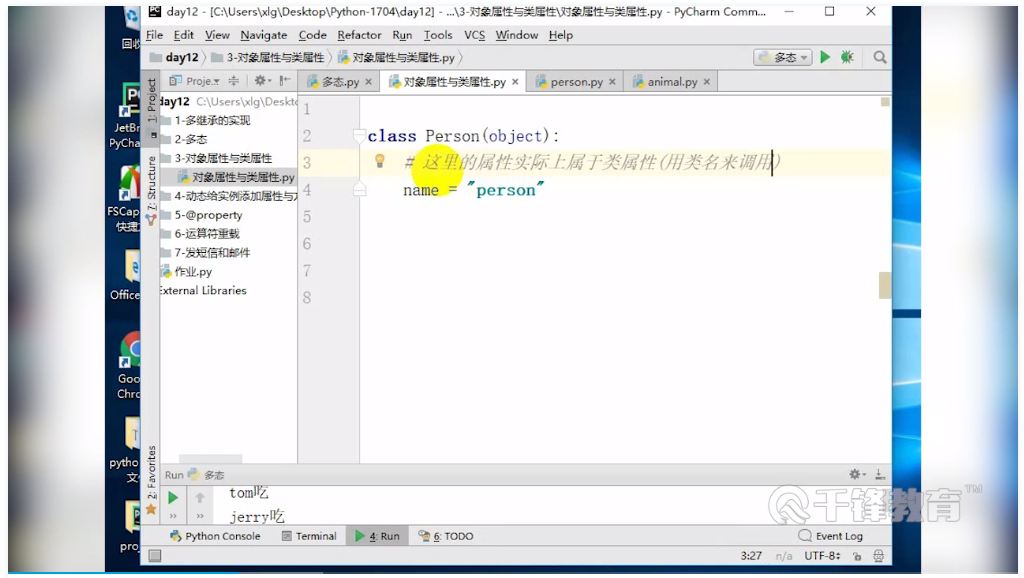 day12 - [C:\Users\xlg\Desktop\Python-1704\day12] - ...\3-对象属性与类属性\对象属性与类属性.py - PyCharm Comm...
File Edit View Navigate Code Refactor Run Tools VCS Window Help
day12 3-对象属性与类属性 对象属性与类属性.py 多态
Proje... 多态.py 对象属性与类属性.py person.py animal.py
1: Project
day12 C:\Users\xlg\Deskto
1-多继承的实现
2-多态
3-对象属性与类属性
对象属性与类属性.py
4-动态给实例添加属性与
5-@property
6-运算符重载
7-发短信和邮件
作业.py
External Libraries
7: Structure
2: Favorites
1
2 class Person(object):
3 # 这里的属性实际上属于类属性(用类名来调用)
4 name = "person"
5
6
7
8
回收
JetBr
PyCha
FSCap
快捷
Office
Goo
Chro
pytho
文
proj
Run 多态
tom吃
jerry吃
千锋教育 TM
Python Console Terminal 4: Run 6: TODO Event Log
3:27 n/a UTF-8